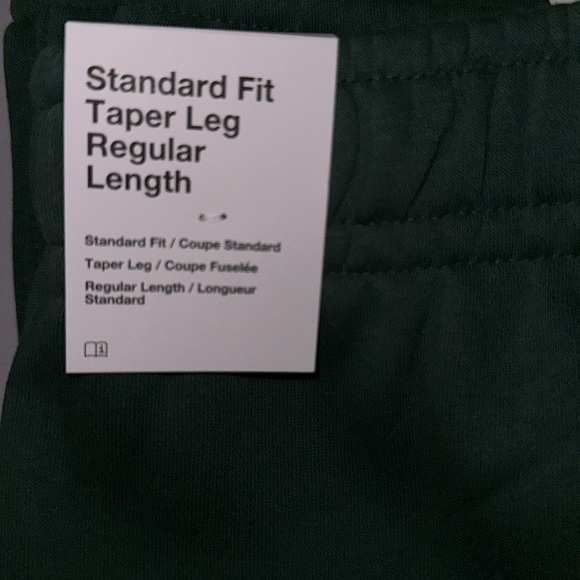 Standard Fit
Taper Leg
Regular
Length
Standard Fit / Coupe Standard
Taper Leg / Coupe Fuselée
Regular Length / Longueur
Standard